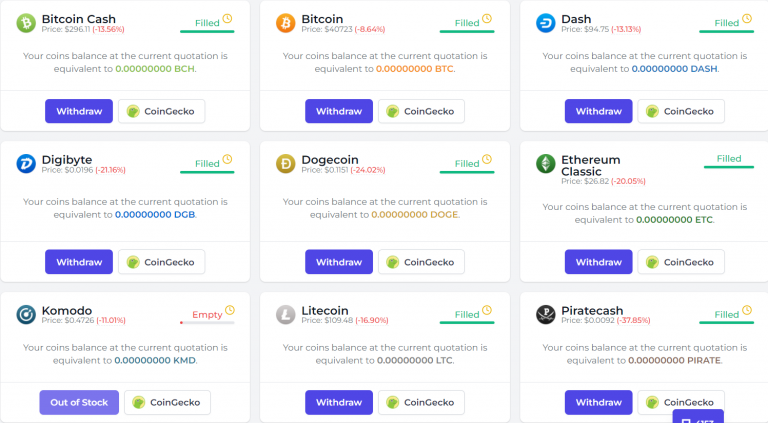 Bitcoin Cash
Price: $296.11 (-13.56%)
Filled
Your coins balance at the current quotation is
equivalent to 0.00000000 BCH.
Withdraw
CoinGecko
Bitcoin
Price: $40723 (-8.64%)
Filled
Your coins balance at the current quotation is
equivalent to 0.00000000 BTC.
Withdraw
CoinGecko
Dash
Price: $94.75 (-13.13%)
Filled
Your coins balance at the current quotation is
equivalent to 0.00000000 DASH.
Withdraw
CoinGecko
Digibyte
Price: $0.0196 (-21.16%)
Filled
Your coins balance at the current quotation is
equivalent to 0.00000000 DGB.
Withdraw
CoinGecko
Dogecoin
Price: $0.1151 (-24.02%)
Filled
Your coins balance at the current quotation is
equivalent to 0.00000000 DOGE.
Withdraw
CoinGecko
Ethereum
Classic
Price: $26.82 (-20.05%)
Filled
Your coins balance at the current quotation is
equivalent to 0.00000000 ETC.
Withdraw
CoinGecko
Komodo
Price: $0.4726 (-11.01%)
Empty
Your coins balance at the current quotation is
equivalent to 0.00000000 KMD.
Out of Stock
CoinGecko
Litecoin
Price: $109.48 (-16.90%)
Filled
Your coins balance at the current quotation is
equivalent to 0.00000000 LTC.
Withdraw
CoinGecko
Piratecash
Price: $0.0092 (-37.85%)
Filled
Your coins balance at the current quotation is
equivalent to 0.00000000 PIRATE.
Withdraw
CoinGecko